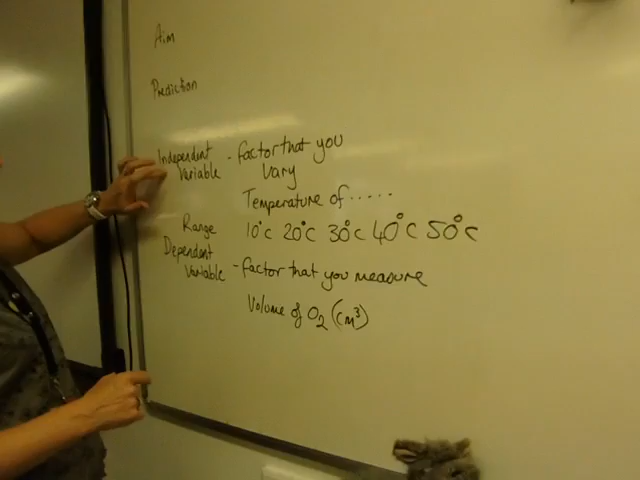 Aim
Prediction
Independent Variable - factor that you vary
Temperature of.....
Range 10°c 20°c 30°c 40°c 50°c
Dependent Variable - factor that you measure
Volume of O₂ (cm³)